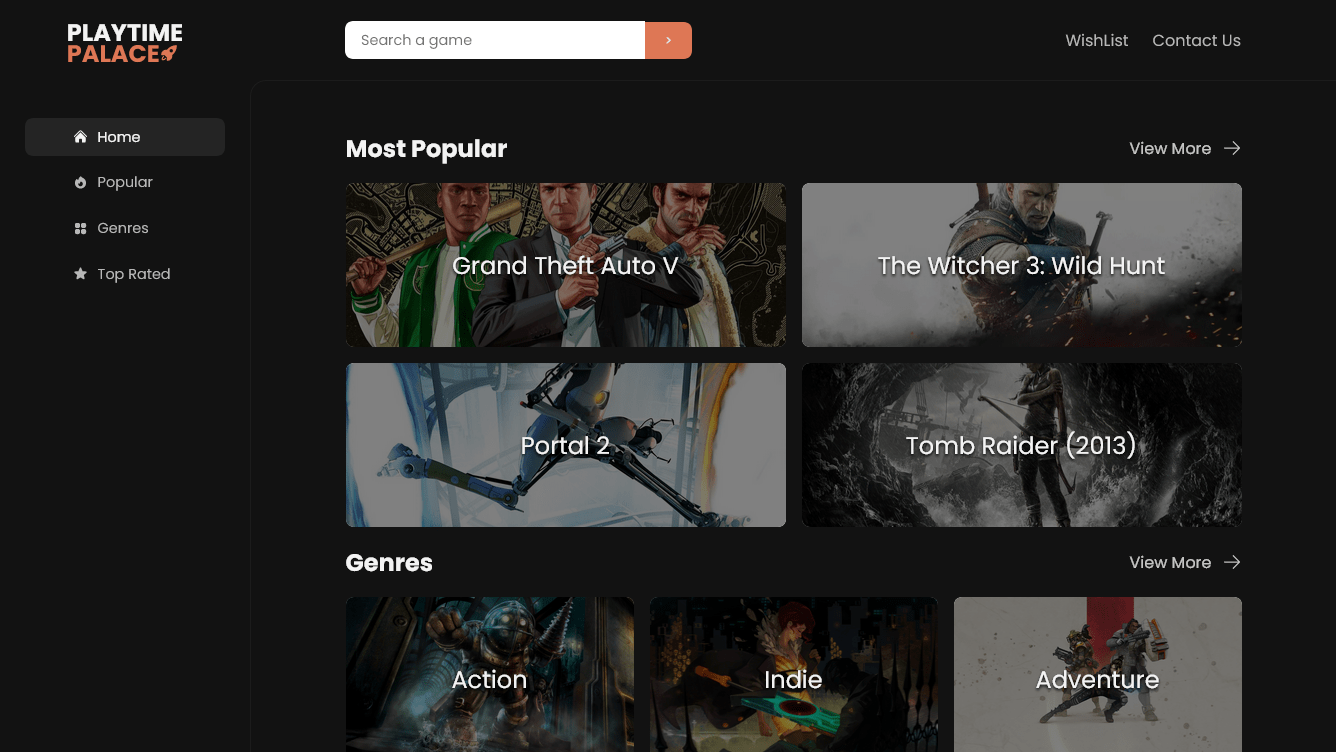 PLAYTIME
PALACE
Search a game
>
WishList
Contact Us
Home
Popular
Genres
Top Rated
Most Popular
View More
Grand Theft Auto V
The Witcher 3: Wild Hunt
Portal 2
Tomb Raider (2013)
Genres
View More
Action
Indie
Adventure